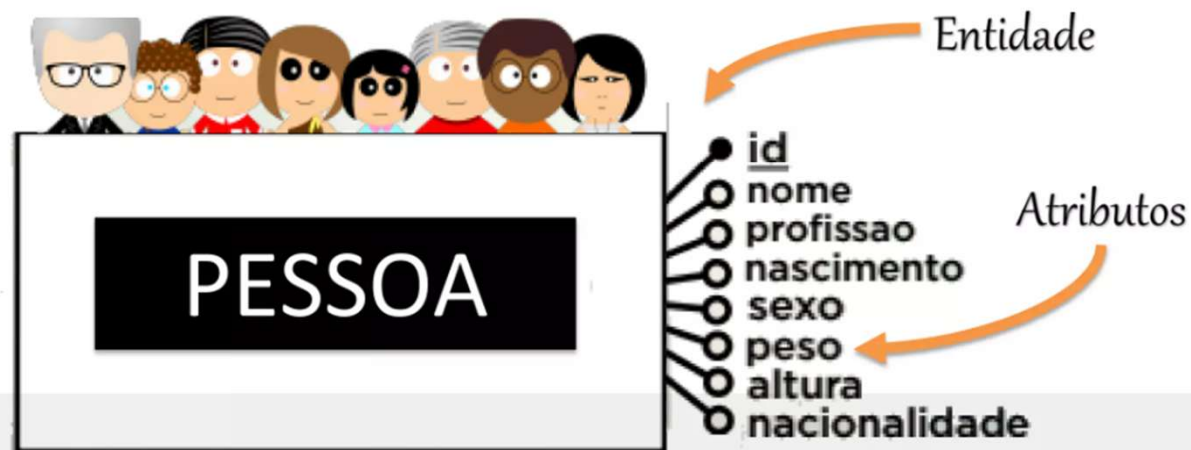 Entidade
id
nome
profissao
Atributos
PESSOA
nascimento
sexo
peso
altura
nacionalidade